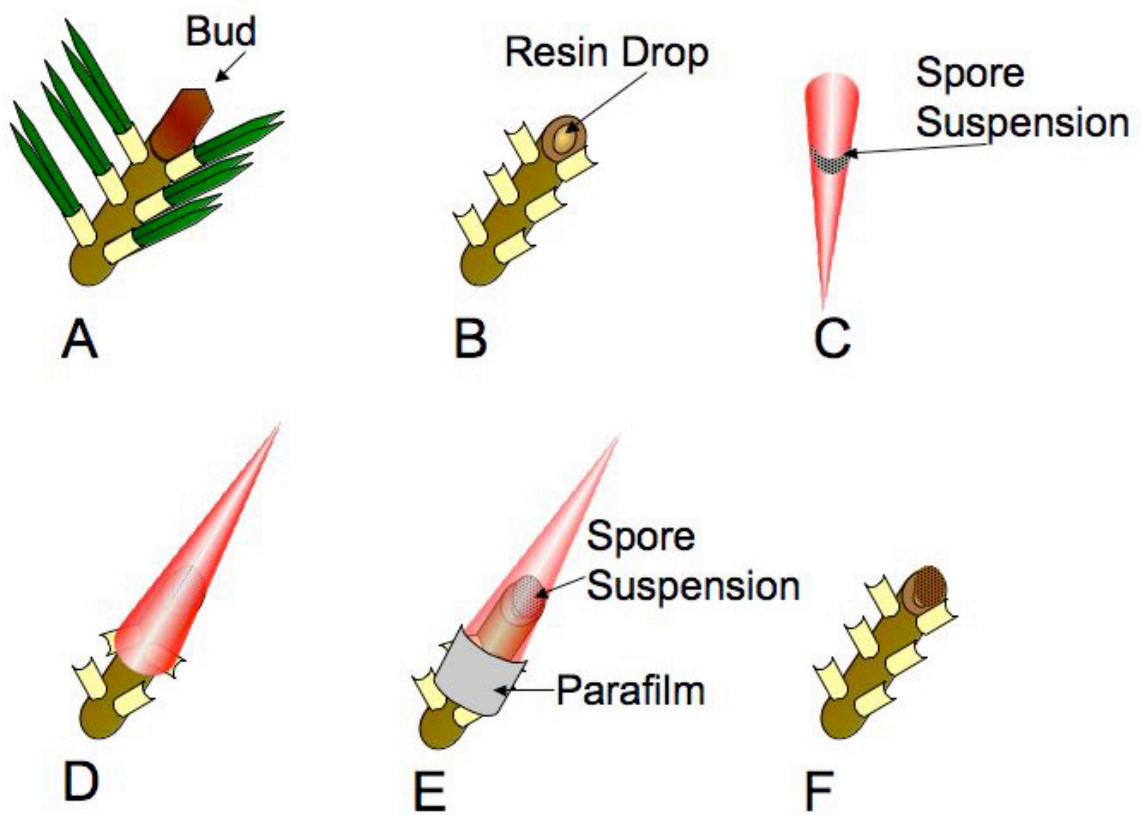 Bud
Resin Drop
Spore
Suspension
A
B
C
Spore
Suspension
Parafilm
D
E
F